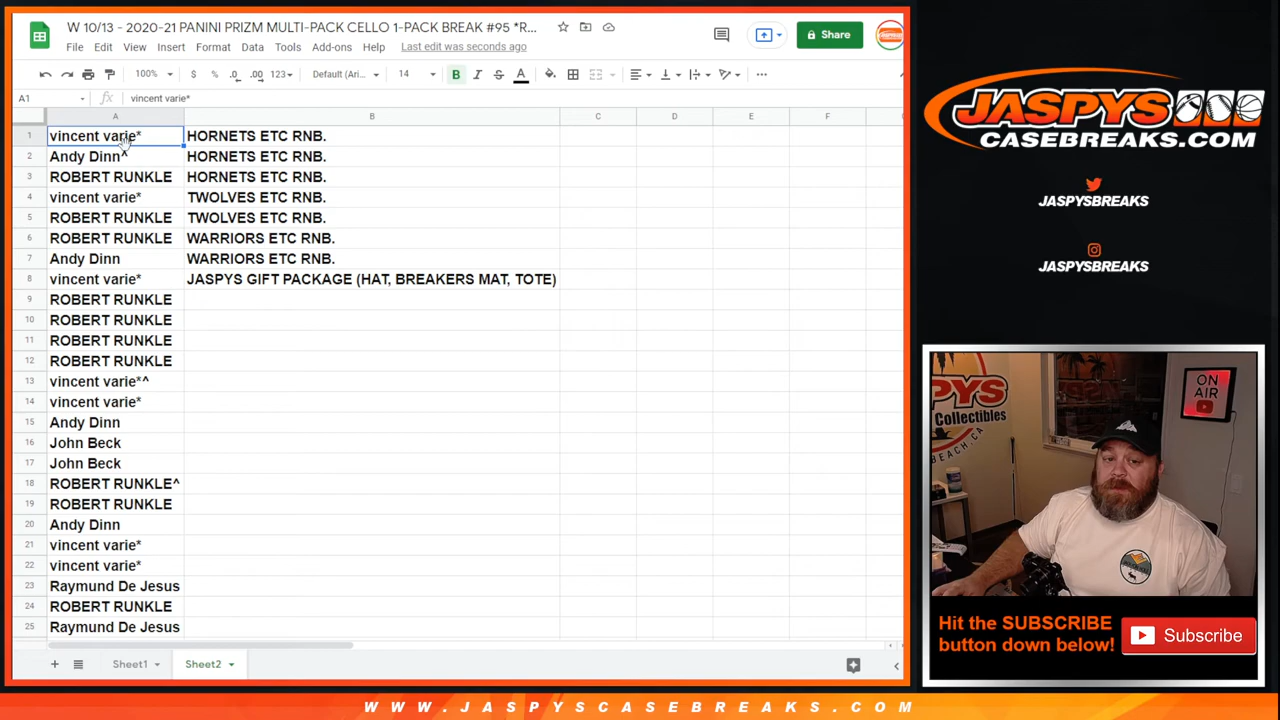 W 10/13 - 2020-21 PANINI PRIZM MULTI-PACK CELLO 1-PACK BREAK #95 *R...
File Edit View Insert Format Data Tools Add-ons Help Last edit was seconds ago
Share
JASPYS
100% $ % .0 .00 123 Default (Ari... 14 B I S A
A1 fx vincent varie*
A B C D E F G
1 vincent varie* HORNETS ETC RNB.
2 Andy Dinn^ HORNETS ETC RNB.
3 ROBERT RUNKLE HORNETS ETC RNB.
4 vincent varie* TWOLVES ETC RNB.
5 ROBERT RUNKLE TWOLVES ETC RNB.
6 ROBERT RUNKLE WARRIORS ETC RNB.
7 Andy Dinn WARRIORS ETC RNB.
8 vincent varie* JASPYS GIFT PACKAGE (HAT, BREAKERS MAT, TOTE)
9 ROBERT RUNKLE
10 ROBERT RUNKLE
11 ROBERT RUNKLE
12 ROBERT RUNKLE
13 vincent varie*^
14 vincent varie*
15 Andy Dinn
16 John Beck
17 John Beck
18 ROBERT RUNKLE^
19 ROBERT RUNKLE
20 Andy Dinn
21 vincent varie*
22 vincent varie*
23 Raymund De Jesus
24 ROBERT RUNKLE
25 Raymund De Jesus
Sheet1 Sheet2
JASPYS
CASEBREAKS.COM
JASPYSBREAKS
JASPYSBREAKS
ON
AIR
Collectibles
BEACH, CA
Hit the SUBSCRIBE
button down below!
Subscribe
WWW.JASPYSCASEBREAKS.COM